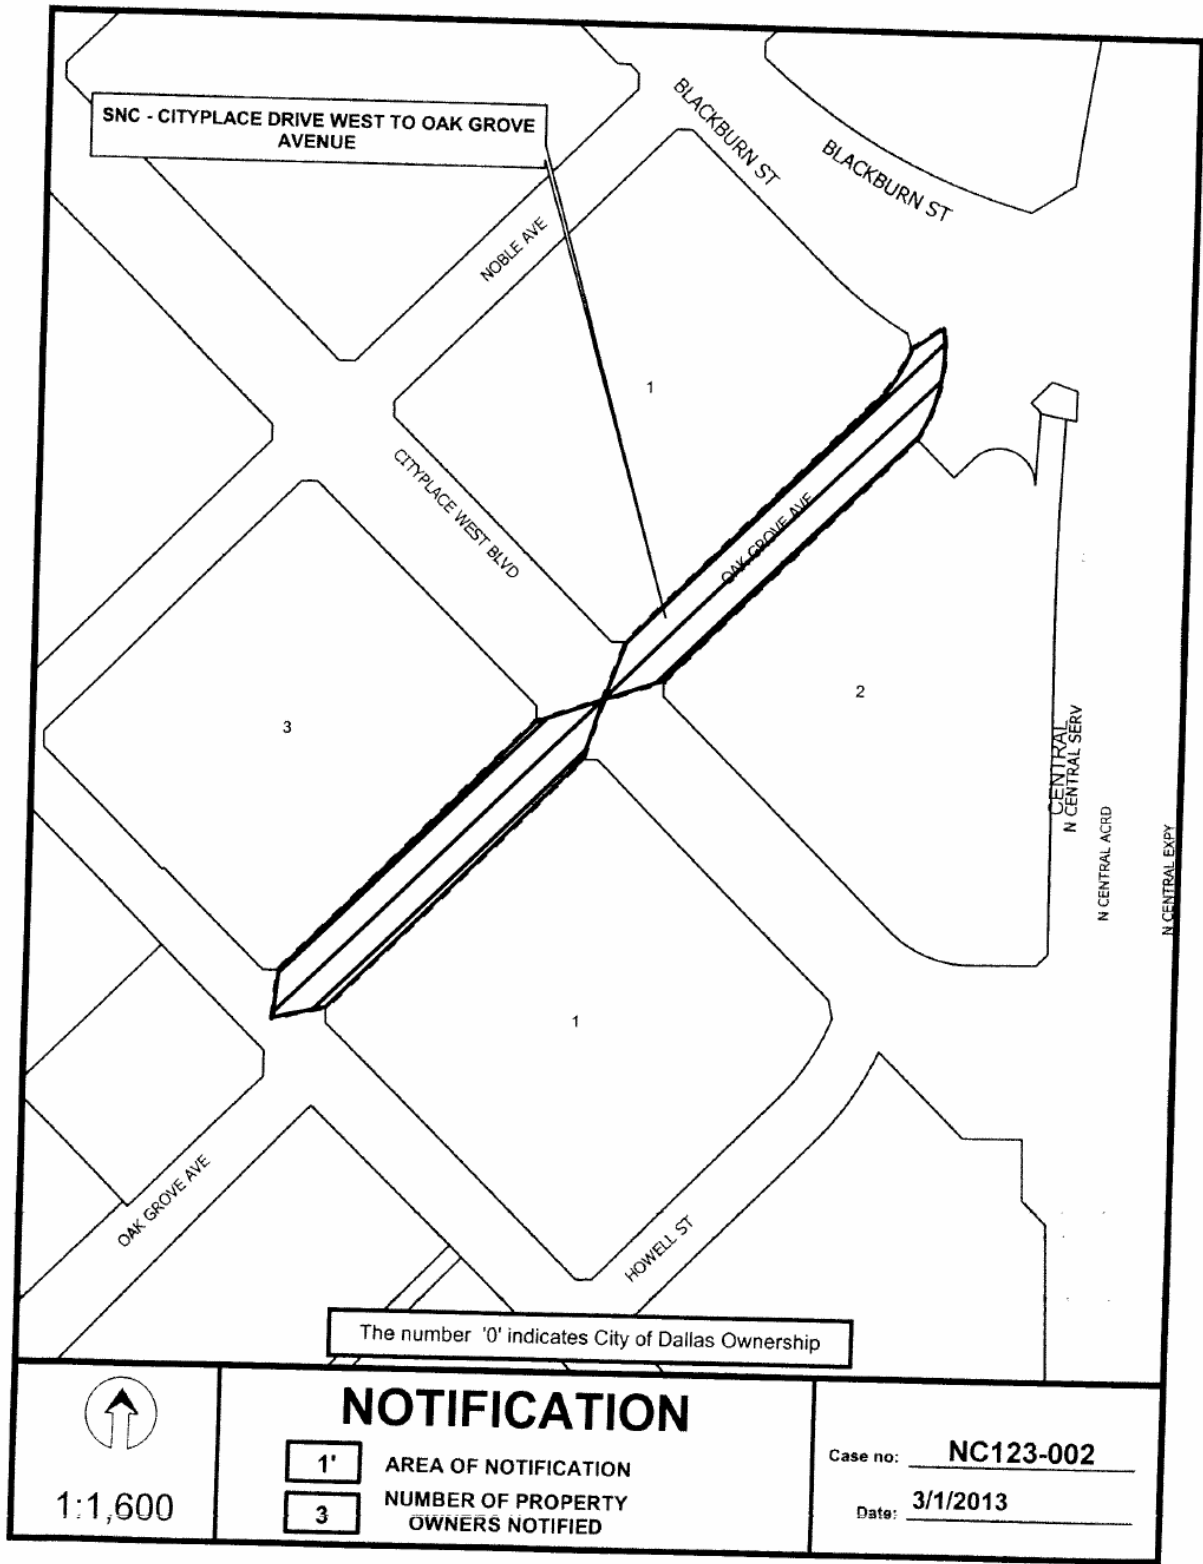 SNC - CITYPLACE DRIVE WEST TO OAK GROVE
AVENUE
BLACKBURN ST
BLACKBURN ST
NOBLE AVE
1
CITYPLACE WEST BLVD
OAK GROVE AVE
2
3
CENTRAL
N CENTRAL SERV
N CENTRAL ACRD
N CENTRAL EXPY
1
OAK GROVE AVE
HOWELL ST
The number '0' indicates City of Dallas Ownership
1:1,600
NOTIFICATION
1' AREA OF NOTIFICATION
3 NUMBER OF PROPERTY
OWNERS NOTIFIED
Case no: NC123-002
Date: 3/1/2013